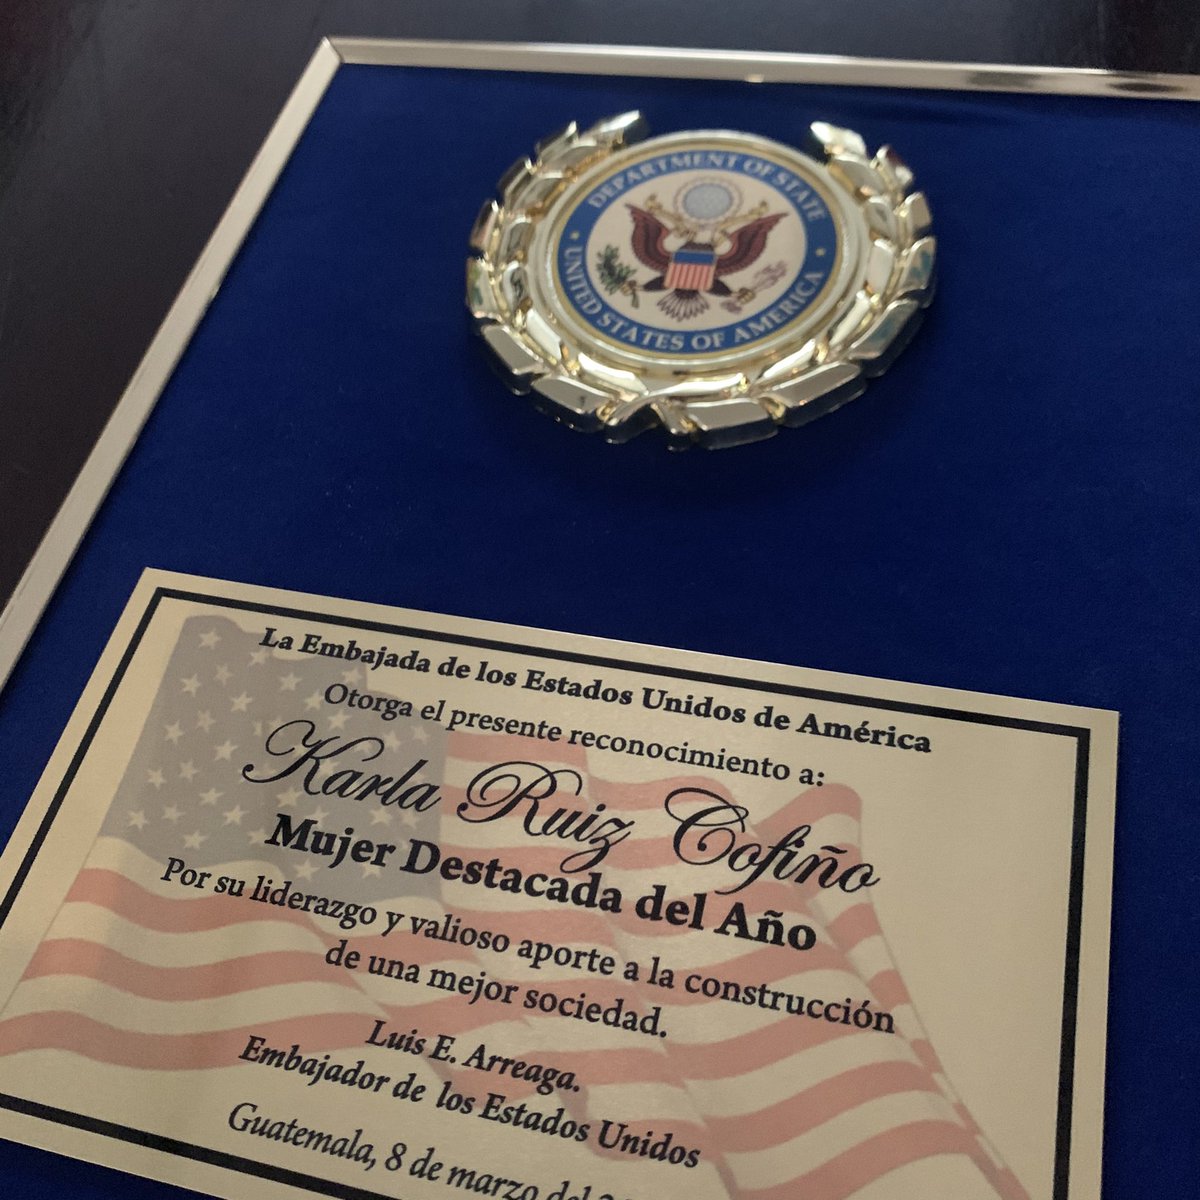 DEPARTMENT OF STATE
UNITED STATES OF AMERICA
La Embajada de los Estados Unidos de América
Otorga el presente reconocimiento a:
Karla Ruiz Cofiño
Mujer Destacada del Año
Por su liderazgo y valioso aporte a la construcción
de una mejor sociedad.
Luis E. Arreaga.
Embajador de los Estados Unidos
Guatemala, 8 de marzo del